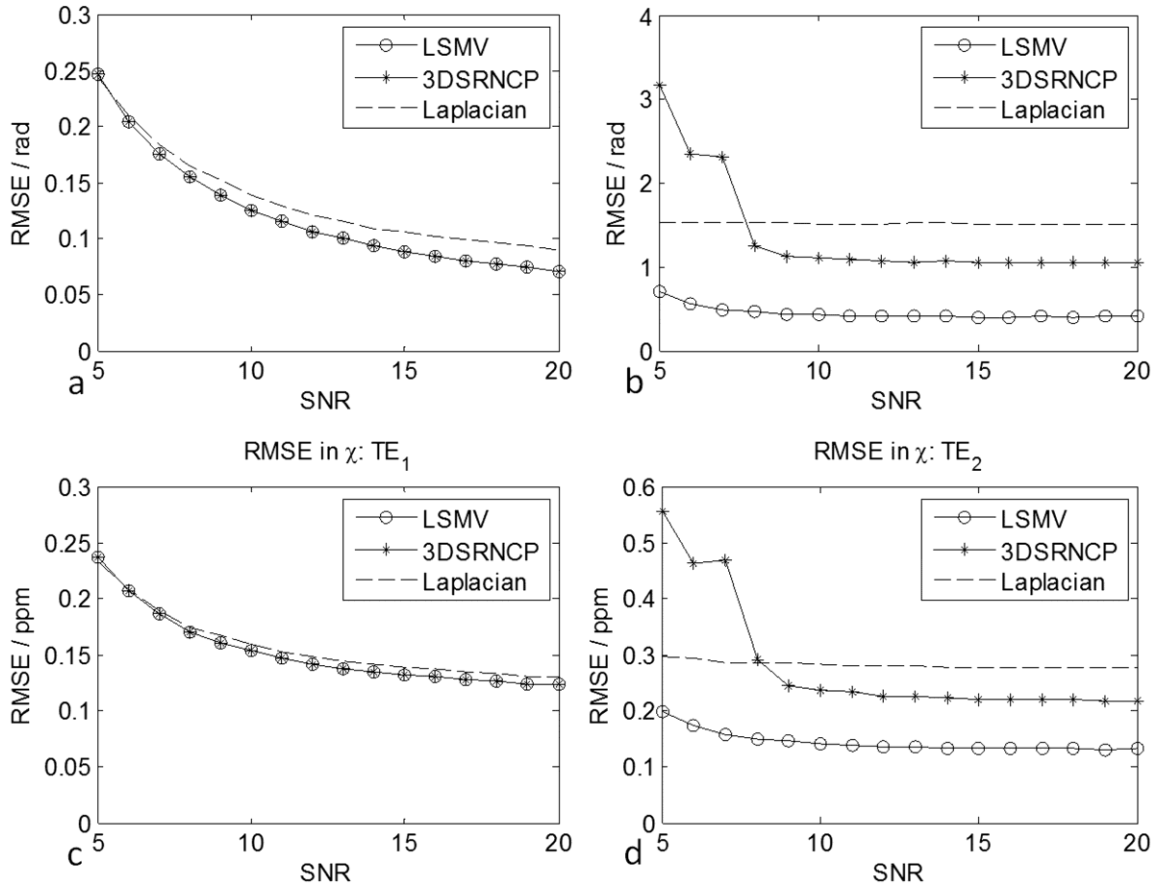 0.3
0.25
0.2
0.15
0.1
0.05
0
RMSE / rad
5
10
15
20
SNR
a
LSMV
3DSRNCP
Laplacian
4
3
2
1
0
RMSE / rad
5
10
15
20
SNR
b
LSMV
3DSRNCP
Laplacian
RMSE in χ: TE1
0.3
0.25
0.2
0.15
0.1
0.05
0
RMSE / ppm
5
10
15
20
SNR
c
LSMV
3DSRNCP
Laplacian
RMSE in χ: TE2
0.6
0.5
0.4
0.3
0.2
0.1
0
RMSE / ppm
5
10
15
20
SNR
d
LSMV
3DSRNCP
Laplacian